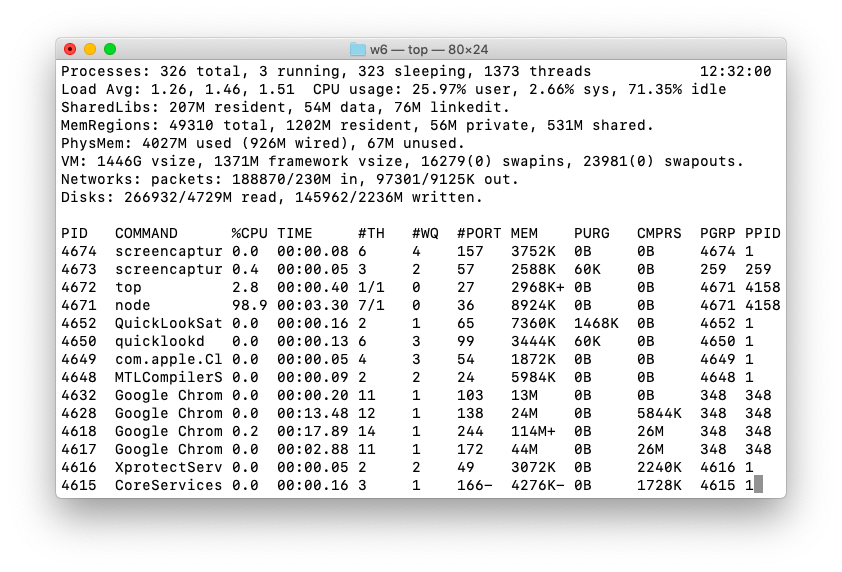 w6 — top — 80×24
Processes: 326 total, 3 running, 323 sleeping, 1373 threads 12:32:00
Load Avg: 1.26, 1.46, 1.51 CPU usage: 25.97% user, 2.66% sys, 71.35% idle
SharedLibs: 207M resident, 54M data, 76M linkedit.
MemRegions: 49310 total, 1202M resident, 56M private, 531M shared.
PhysMem: 4027M used (926M wired), 67M unused.
VM: 1446G vsize, 1371M framework vsize, 16279(0) swapins, 23981(0) swapouts.
Networks: packets: 188870/230M in, 97301/9125K out.
Disks: 266932/4729M read, 145962/2236M written.
PID COMMAND %CPU TIME #TH #WQ #PORT MEM PURG CMPRS PGRP PPID
4674 screencaptur 0.0 00:00.08 6 4 157 3752K 0B 0B 4674 1
4673 screencaptur 0.4 00:00.05 3 2 57 2588K 60K 0B 259 259
4672 top 2.8 00:00.40 1/1 0 27 2968K+ 0B 0B 4671 4158
4671 node 98.9 00:03.30 7/1 0 36 8924K 0B 0B 4671 4158
4652 QuickLookSat 0.0 00:00.16 2 1 65 7360K 1468K 0B 4652 1
4650 quicklookd 0.0 00:00.13 6 3 99 3444K 60K 0B 4650 1
4649 com.apple.Cl 0.0 00:00.05 4 3 54 1872K 0B 0B 4649 1
4648 MTLCompilerS 0.0 00:00.09 2 2 24 5984K 0B 0B 4648 1
4632 Google Chrom 0.0 00:00.20 11 1 103 13M 0B 0B 348 348
4628 Google Chrom 0.0 00:13.48 12 1 138 24M 0B 5844K 348 348
4618 Google Chrom 0.2 00:17.89 14 1 244 114M+ 0B 26M 348 348
4617 Google Chrom 0.0 00:02.88 11 1 172 44M 0B 26M 348 348
4616 XprotectServ 0.0 00:00.05 2 2 49 3072K 0B 2240K 4616 1
4615 CoreServices 0.0 00:00.16 3 1 166- 4276K- 0B 1728K 4615 1